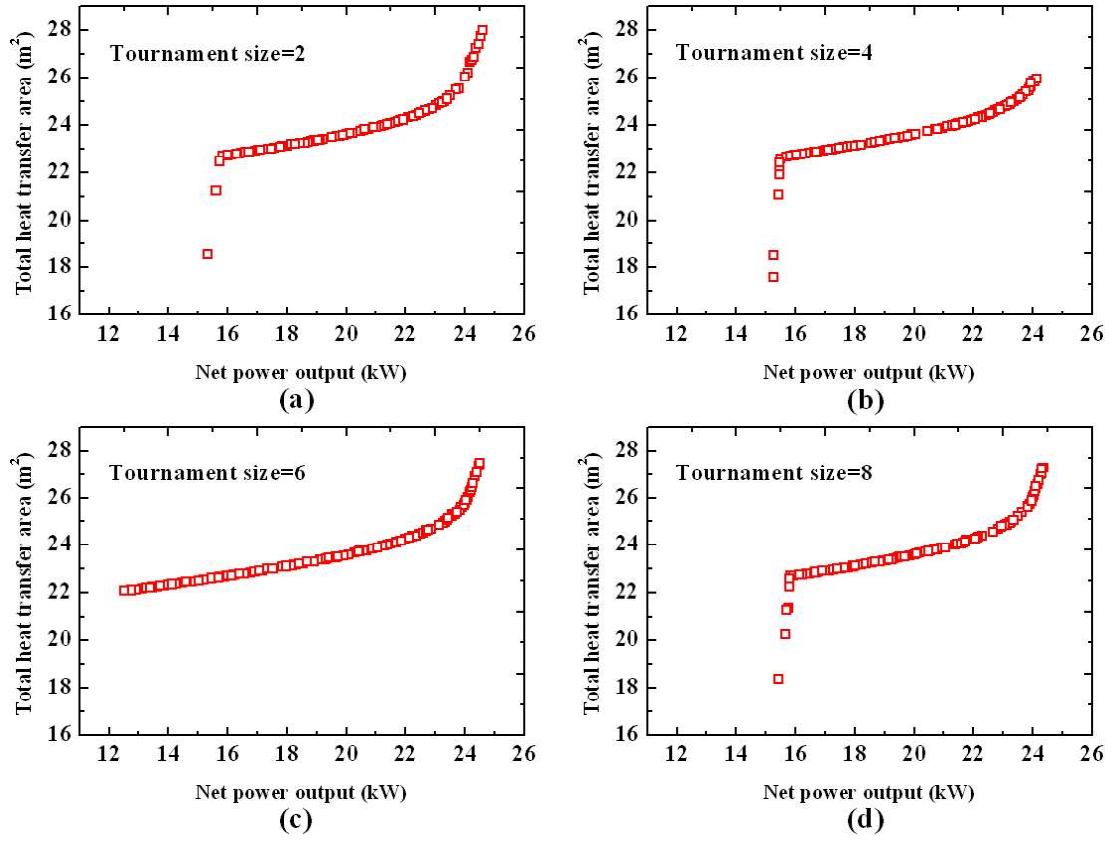 28
26
24
22
20
18
16
Total heat transfer area (m²)
Tournament size=2
12 14 16 18 20 22 24 26
Net power output (kW)
(a)
28
26
24
22
20
18
16
Total heat transfer area (m²)
Tournament size=4
12 14 16 18 20 22 24 26
Net power output (kW)
(b)
28
26
24
22
20
18
16
Total heat transfer area (m²)
Tournament size=6
12 14 16 18 20 22 24 26
Net power output (kW)
(c)
28
26
24
22
20
18
16
Total heat transfer area (m²)
Tournament size=8
12 14 16 18 20 22 24 26
Net power output (kW)
(d)